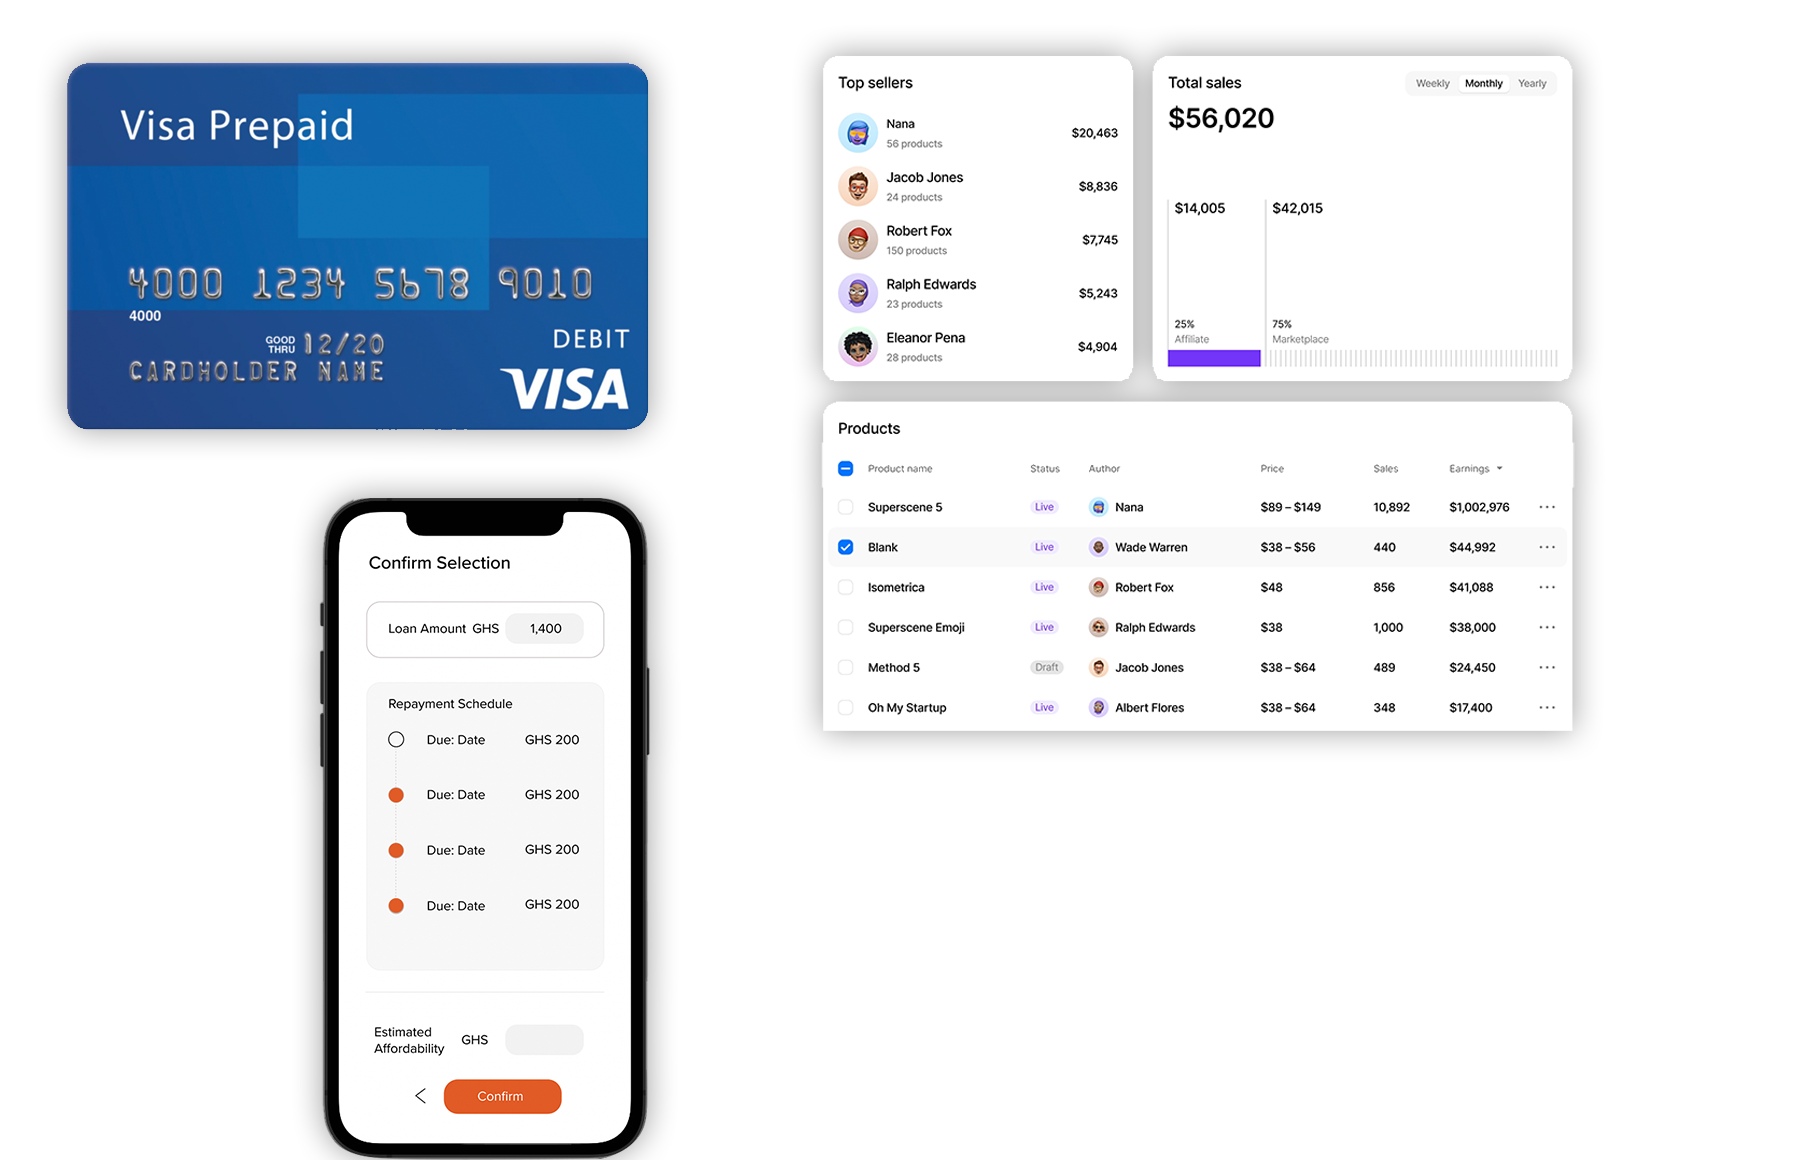 Visa Prepaid
4000 1234 5678 9010
4000
GOOD THRU 12/20
CARDHOLDER NAME
DEBIT
VISA
Top sellers
Nana
56 products
$20,463
Jacob Jones
24 products
$8,836
Robert Fox
150 products
$7,745
Ralph Edwards
23 products
$5,243
Eleanor Pena
28 products
$4,904
Total sales
Weekly Monthly Yearly
$56,020
$14,005 $42,015
25% 75%
Affiliate Marketplace
Products
Product name Status Author Price Sales Earnings
Superscene 5 Live Nana $89 – $149 10,892 $1,002,976
Blank Live Wade Warren $38 – $56 440 $44,992
Isometrica Live Robert Fox $48 856 $41,088
Superscene Emoji Live Ralph Edwards $38 1,000 $38,000
Method 5 Draft Jacob Jones $38 – $64 489 $24,450
Oh My Startup Live Albert Flores $38 – $64 348 $17,400
Confirm Selection
Loan Amount GHS 1,400
Repayment Schedule
Due: Date GHS 200
Due: Date GHS 200
Due: Date GHS 200
Due: Date GHS 200
Estimated
Affordability GHS
Confirm